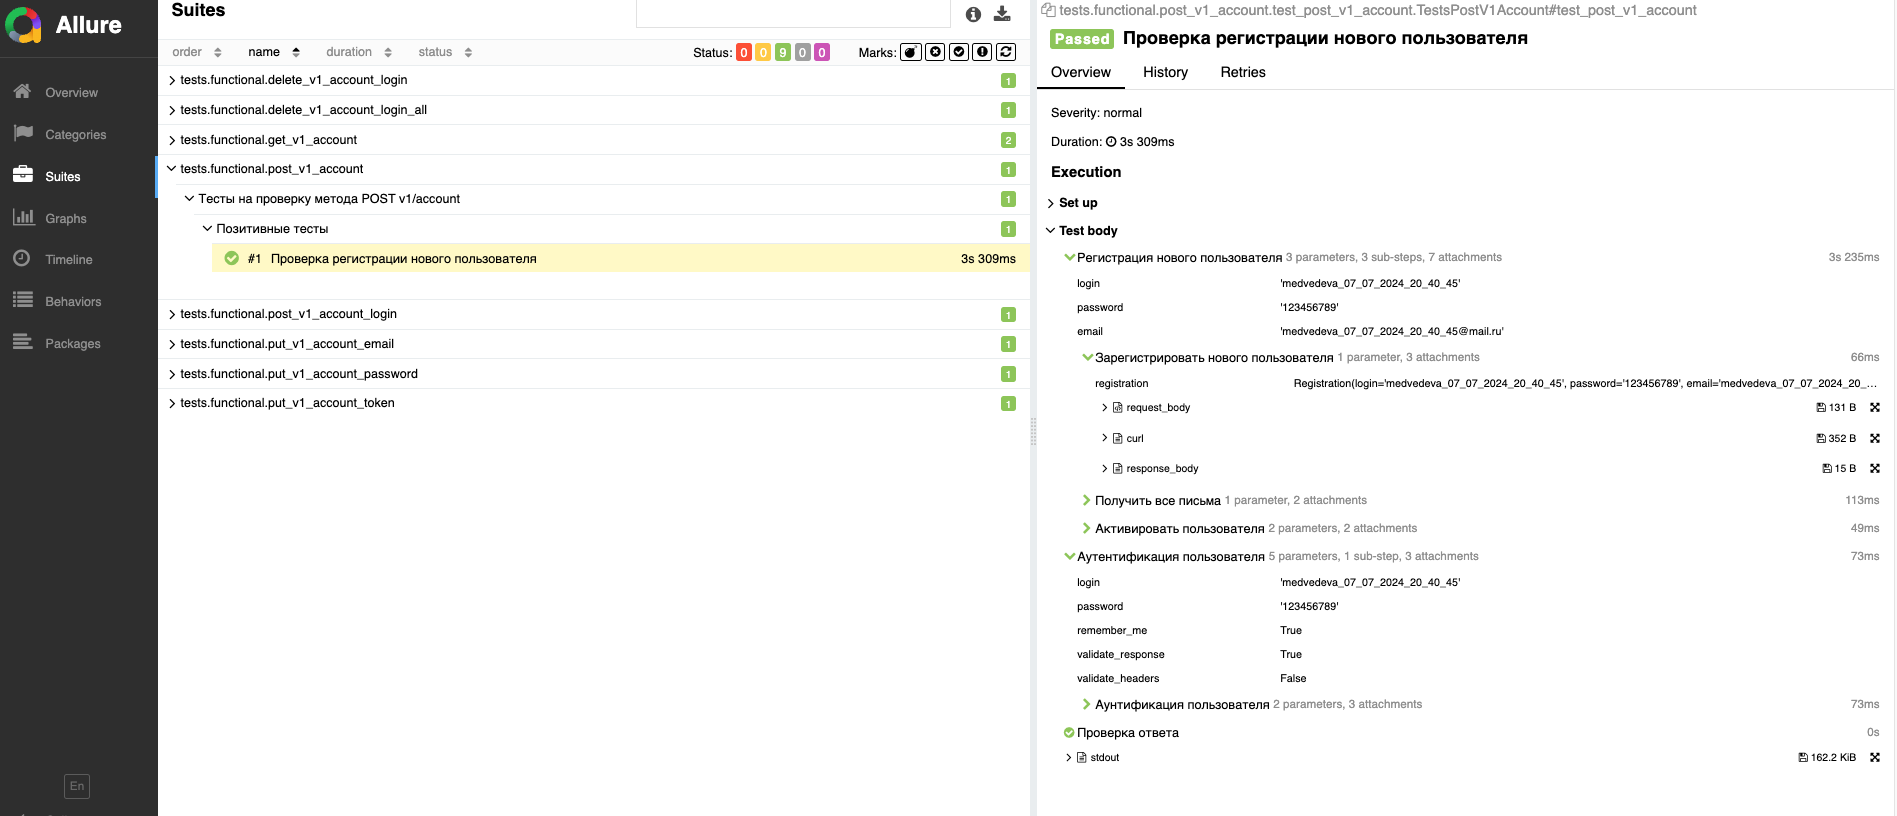 Allure
Overview
Categories
Suites
Graphs
Timeline
Behaviors
Packages
En
Suites
order name duration status Status: 0 0 9 0 0 Marks:
tests.functional.delete_v1_account_login 1
tests.functional.delete_v1_account_login_all 1
tests.functional.get_v1_account 2
tests.functional.post_v1_account 1
Тесты на проверку метода POST v1/account 1
Позитивные тесты 1
#1 Проверка регистрации нового пользователя 3s 309ms
tests.functional.post_v1_account_login 1
tests.functional.put_v1_account_email 1
tests.functional.put_v1_account_password 1
tests.functional.put_v1_account_token 1
tests.functional.post_v1_account.test_post_v1_account.TestsPostV1Account#test_post_v1_account
Passed Проверка регистрации нового пользователя
Overview History Retries
Severity: normal
Duration: 3s 309ms
Execution
Set up
Test body
Регистрация нового пользователя 3 parameters, 3 sub-steps, 7 attachments 3s 235ms
login 'medvedeva_07_07_2024_20_40_45'
password '123456789'
email 'medvedeva_07_07_2024_20_40_45@mail.ru'
Зарегистрировать нового пользователя 1 parameter, 3 attachments 66ms
registration Registration(login='medvedeva_07_07_2024_20_40_45', password='123456789', email='medvedeva_07_07_2024_20_...
request_body 131 B
curl 352 B
response_body 15 B
Получить все письма 1 parameter, 2 attachments 113ms
Активировать пользователя 2 parameters, 2 attachments 49ms
Аутентификация пользователя 5 parameters, 1 sub-step, 3 attachments 73ms
login 'medvedeva_07_07_2024_20_40_45'
password '123456789'
remember_me True
validate_response True
validate_headers False
Аунтификация пользователя 2 parameters, 3 attachments 73ms
Проверка ответа 0s
stdout 162.2 KiB